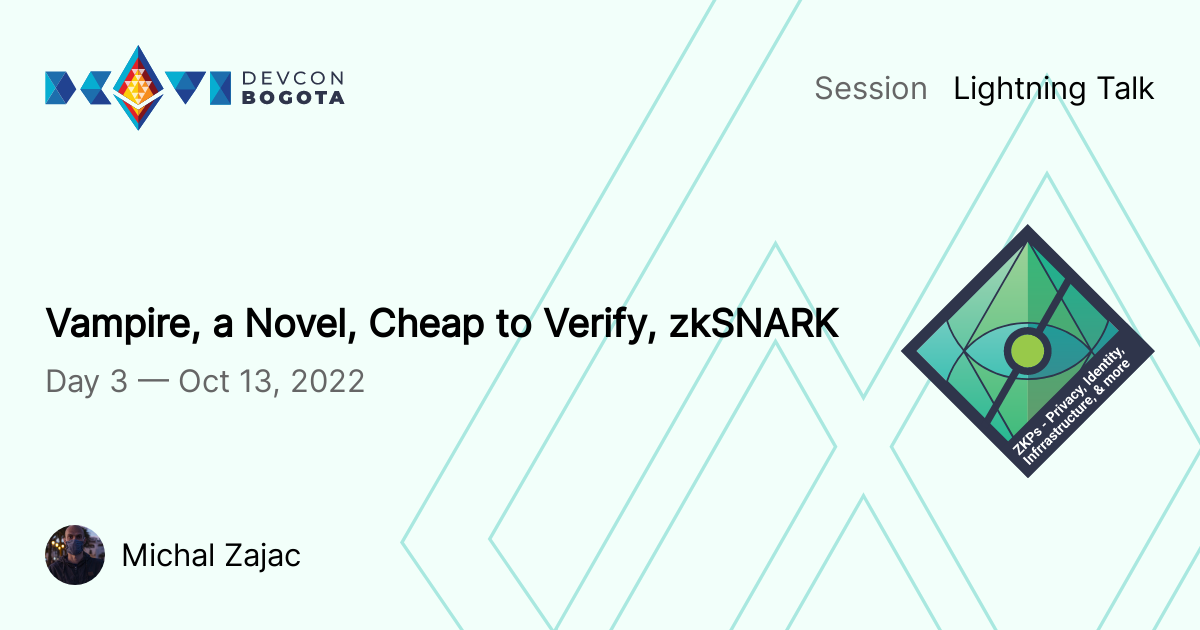 DEVCON
BOGOTA
Session Lightning Talk
Vampire, a Novel, Cheap to Verify, zkSNARK
Day 3 — Oct 13, 2022
ZKPs - Privacy, Identity,
Infrrastructure, & more
Michal Zajac